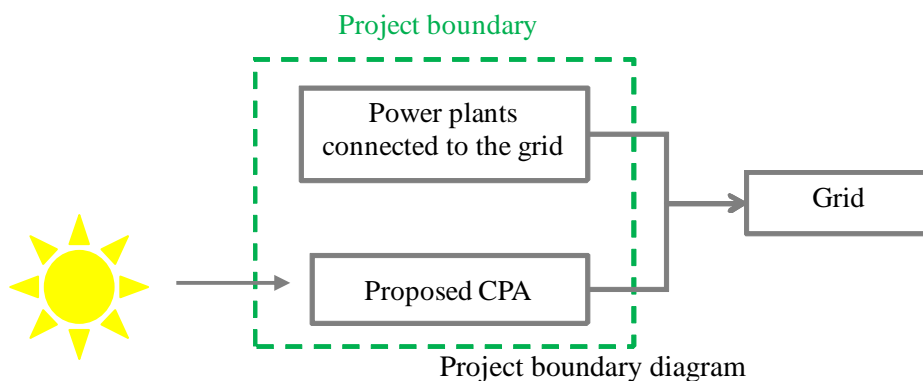 Project boundary
Power plants
connected to the grid
Grid
Proposed CPA
Project boundary diagram